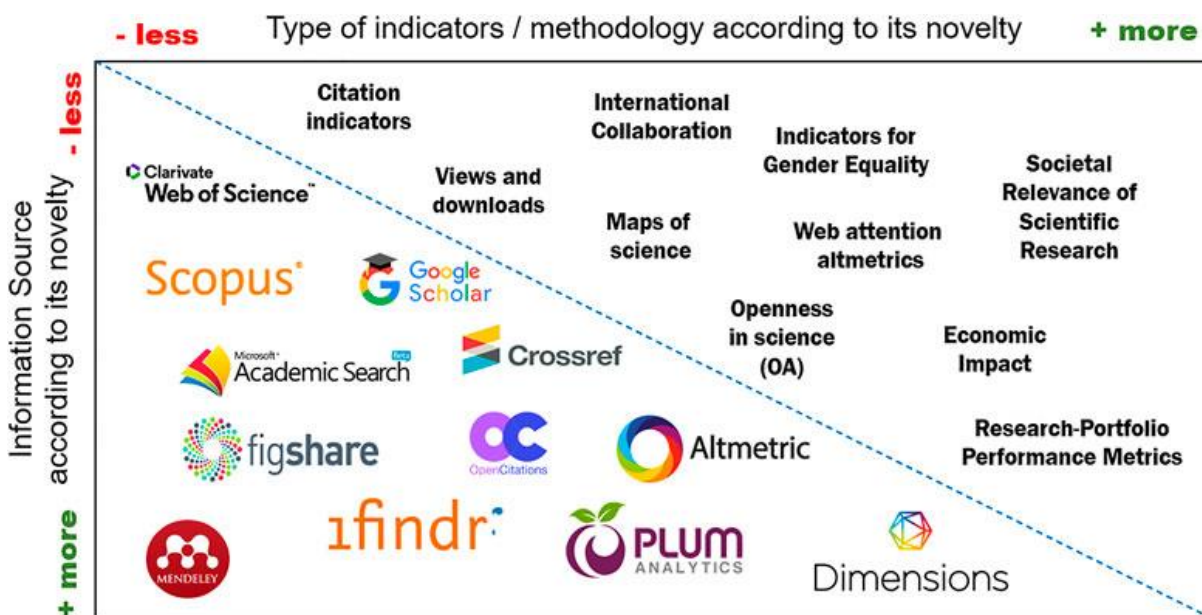 - less Type of indicators / methodology according to its novelty + more
- less
Information Source
according to its novelty
+ more
Citation
indicators
International
Collaboration
Indicators for
Gender Equality
Societal
Relevance of
Scientific
Research
Views and
downloads
Maps of
science
Web attention
altmetrics
Openness
in science
(OA)
Economic
Impact
Research-Portfolio
Performance Metrics
Clarivate
Web of Science™
Scopus®
Google
Scholar
Microsoft®
Academic Search Beta
Crossref
figshare
OC
OpenCitations
Altmetric
MENDELEY
1findr
PLUM
ANALYTICS
Dimensions